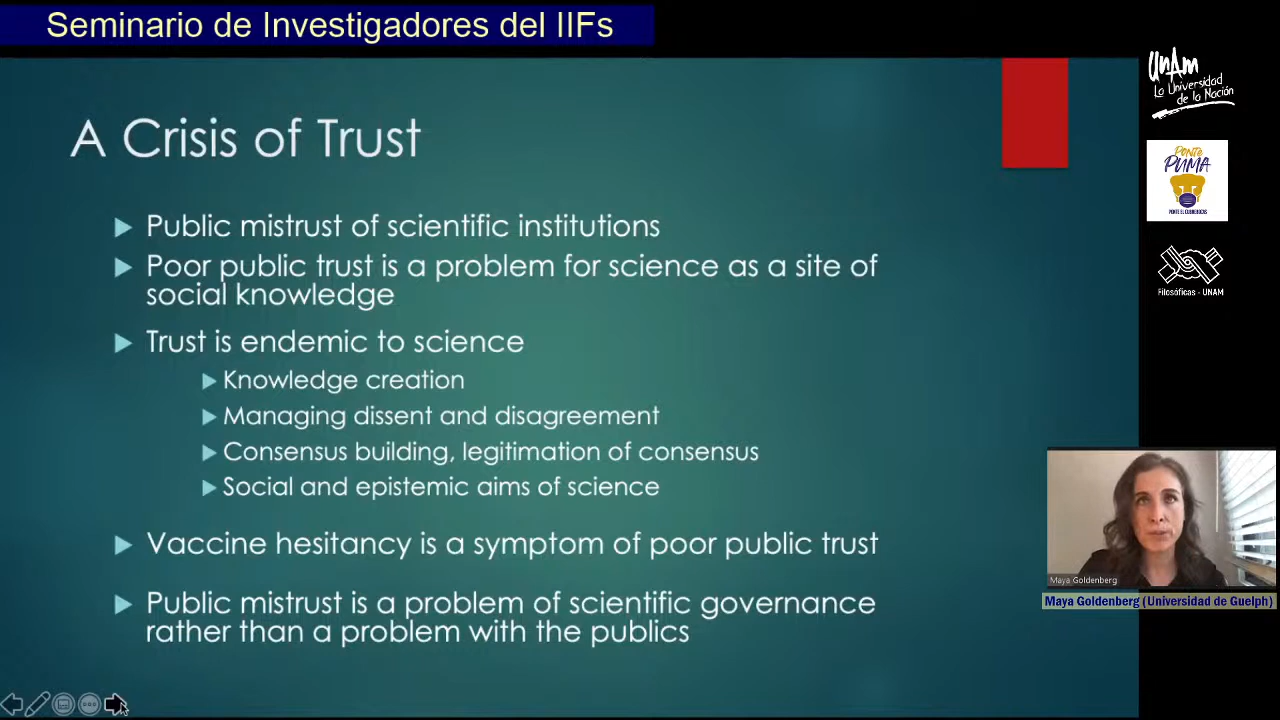 Seminario de Investigadores del IIFs
A Crisis of Trust
Public mistrust of scientific institutions
Poor public trust is a problem for science as a site of
social knowledge
Trust is endemic to science
Knowledge creation
Managing dissent and disagreement
Consensus building, legitimation of consensus
Social and epistemic aims of science
Vaccine hesitancy is a symptom of poor public trust
Public mistrust is a problem of scientific governance
rather than a problem with the publics
UnAm
La Universidad
de la Nación
PONTE
PUMA
PONTE EL CUBREBOCAS
Filosóficas - UNAM
Maya Goldenberg
Maya Goldenberg (Universidad de Guelph)